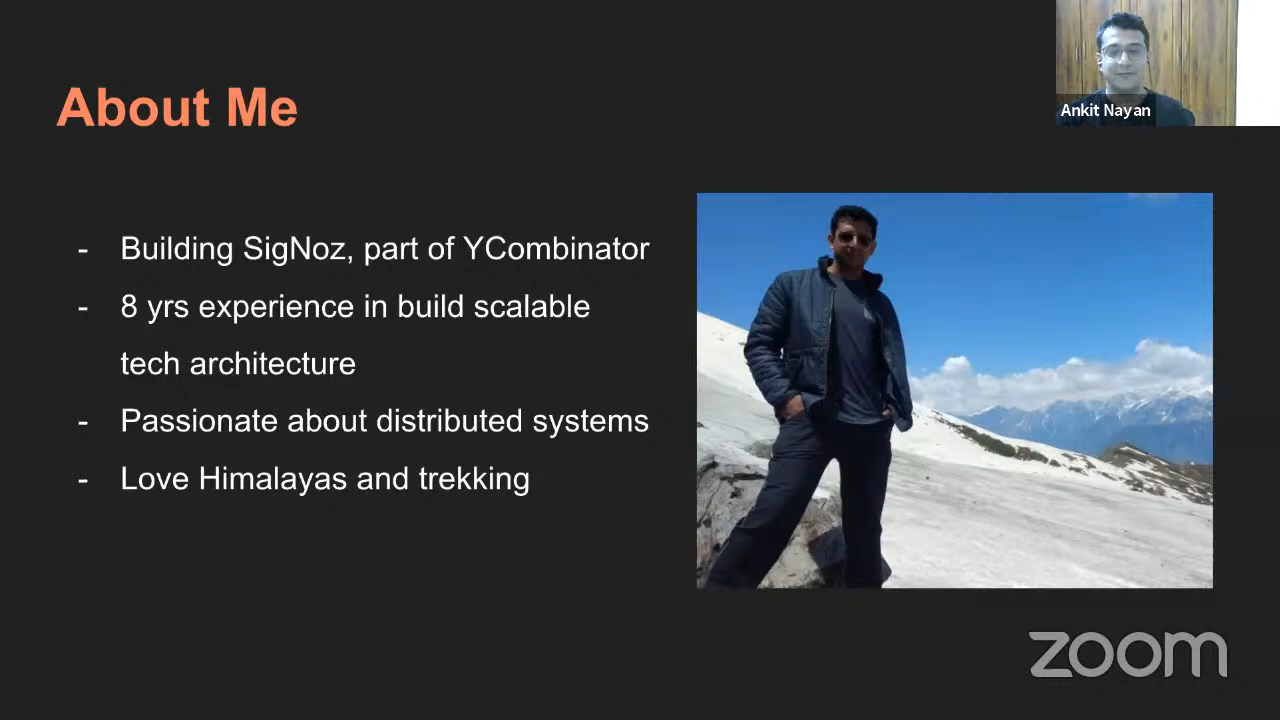 About Me
- Building SigNoz, part of YCombinator
- 8 yrs experience in build scalable
tech architecture
- Passionate about distributed systems
- Love Himalayas and trekking
Ankit Nayan
zoom